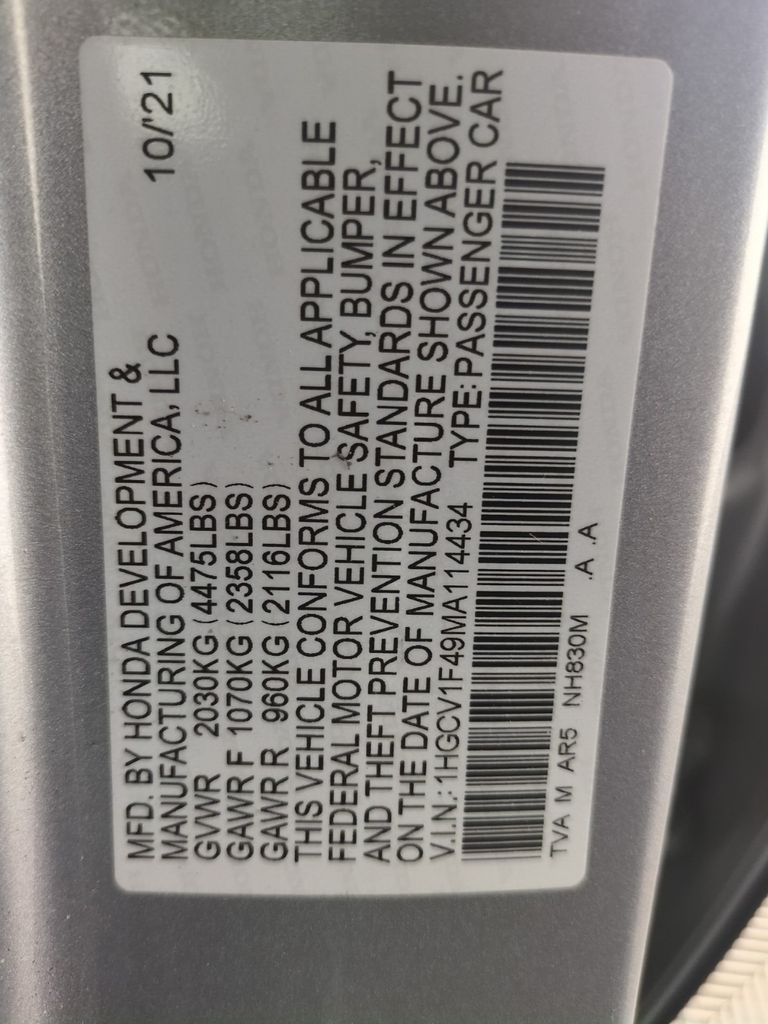 MFD. BY HONDA DEVELOPMENT & 10/'21
MANUFACTURING OF AMERICA, LLC
GVWR 2030KG (4475LBS)
GAWR F 1070KG (2358LBS)
GAWR R 960KG (2116LBS)
THIS VEHICLE CONFORMS TO ALL APPLICABLE
FEDERAL MOTOR VEHICLE SAFETY, BUMPER,
AND THEFT PREVENTION STANDARDS IN EFFECT
ON THE DATE OF MANUFACTURE SHOWN ABOVE.
V.I.N.: 1HGCV1F49MA114434 TYPE: PASSENGER CAR
TVA M AR5 NH830M .A .A